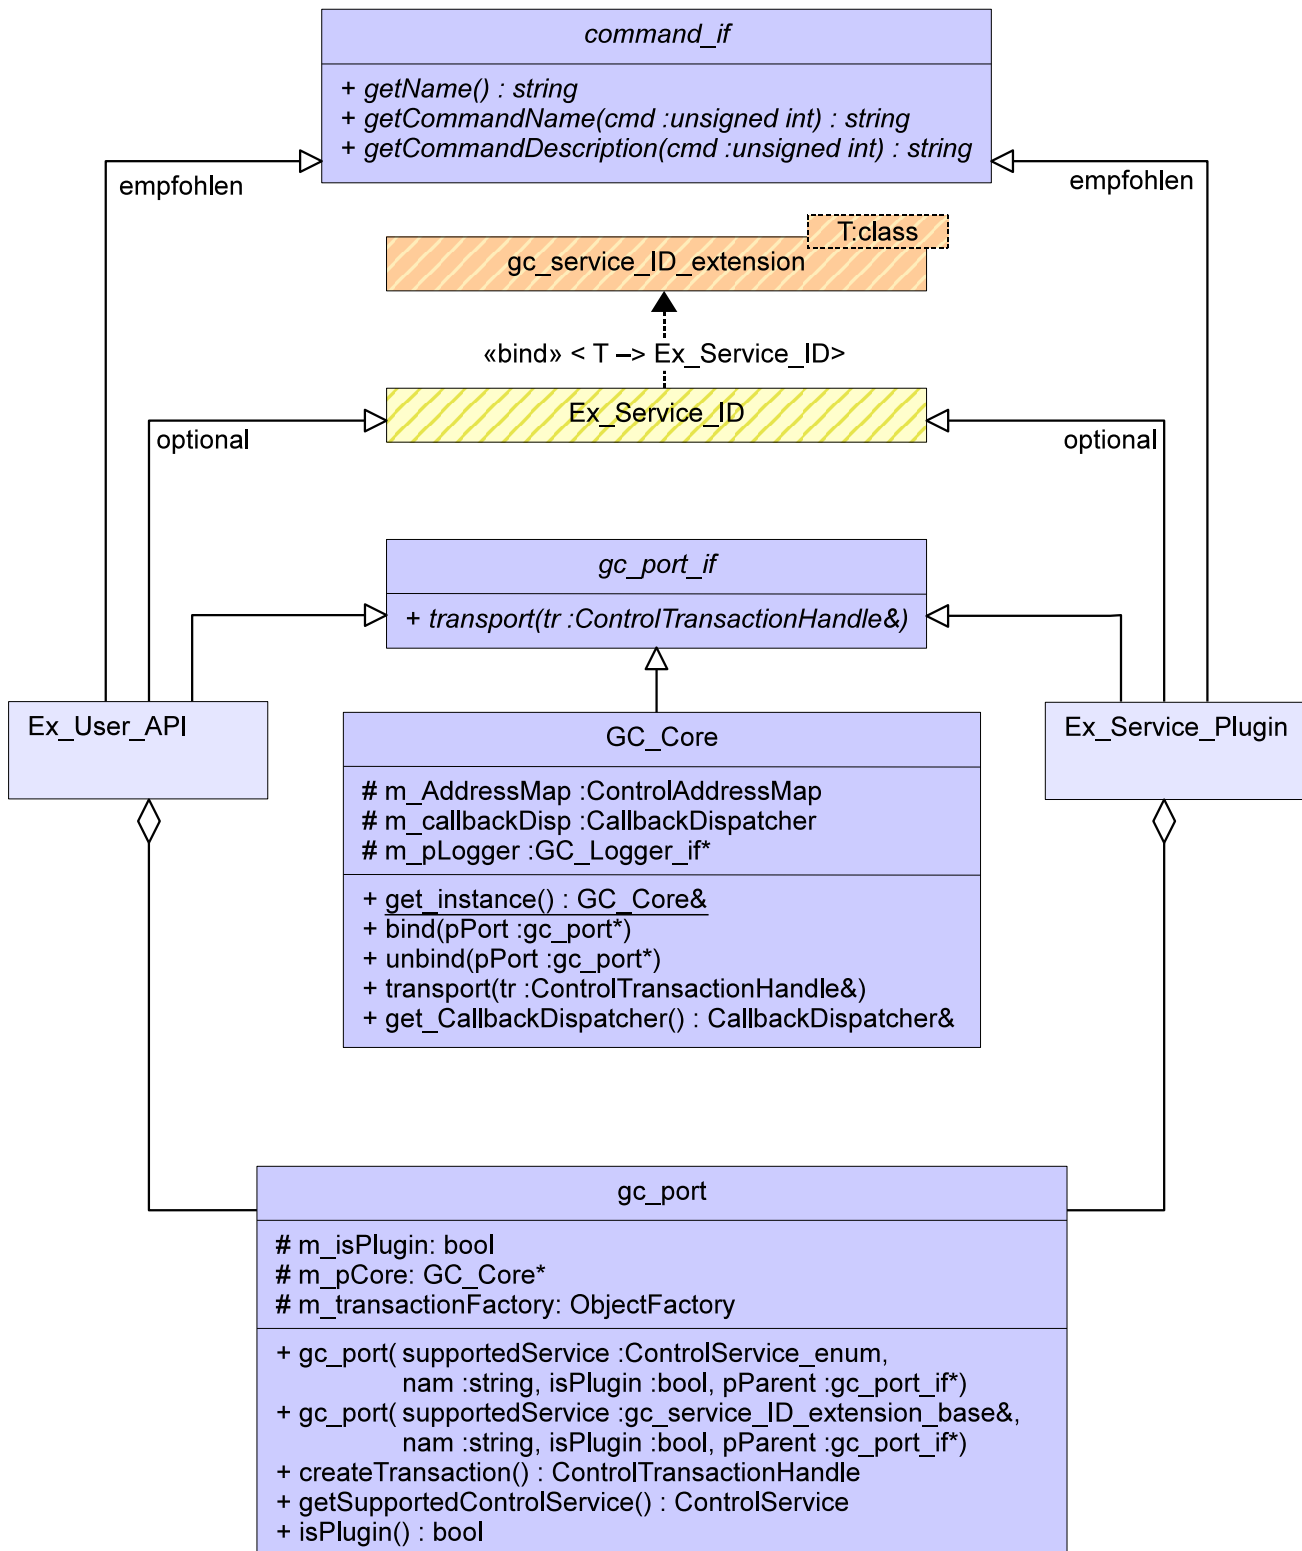 command_if
+ getName() : string
+ getCommandName(cmd :unsigned int) : string
+ getCommandDescription(cmd :unsigned int) : string
empfohlen
empfohlen
T:class
gc_service_ID_extension
«bind» < T –> Ex_Service_ID>
Ex_Service_ID
optional
optional
gc_port_if
+ transport(tr :ControlTransactionHandle&)
Ex_User_API
Ex_Service_Plugin
GC_Core
# m_AddressMap :ControlAddressMap
# m_callbackDisp :CallbackDispatcher
# m_pLogger :GC_Logger_if*
+ get_instance() : GC_Core&
+ bind(pPort :gc_port*)
+ unbind(pPort :gc_port*)
+ transport(tr :ControlTransactionHandle&)
+ get_CallbackDispatcher() : CallbackDispatcher&
gc_port
# m_isPlugin: bool
# m_pCore: GC_Core*
# m_transactionFactory: ObjectFactory
+ gc_port( supportedService :ControlService_enum,
nam :string, isPlugin :bool, pParent :gc_port_if*)
+ gc_port( supportedService :gc_service_ID_extension_base&,
nam :string, isPlugin :bool, pParent :gc_port_if*)
+ createTransaction() : ControlTransactionHandle
+ getSupportedControlService() : ControlService
+ isPlugin() : bool